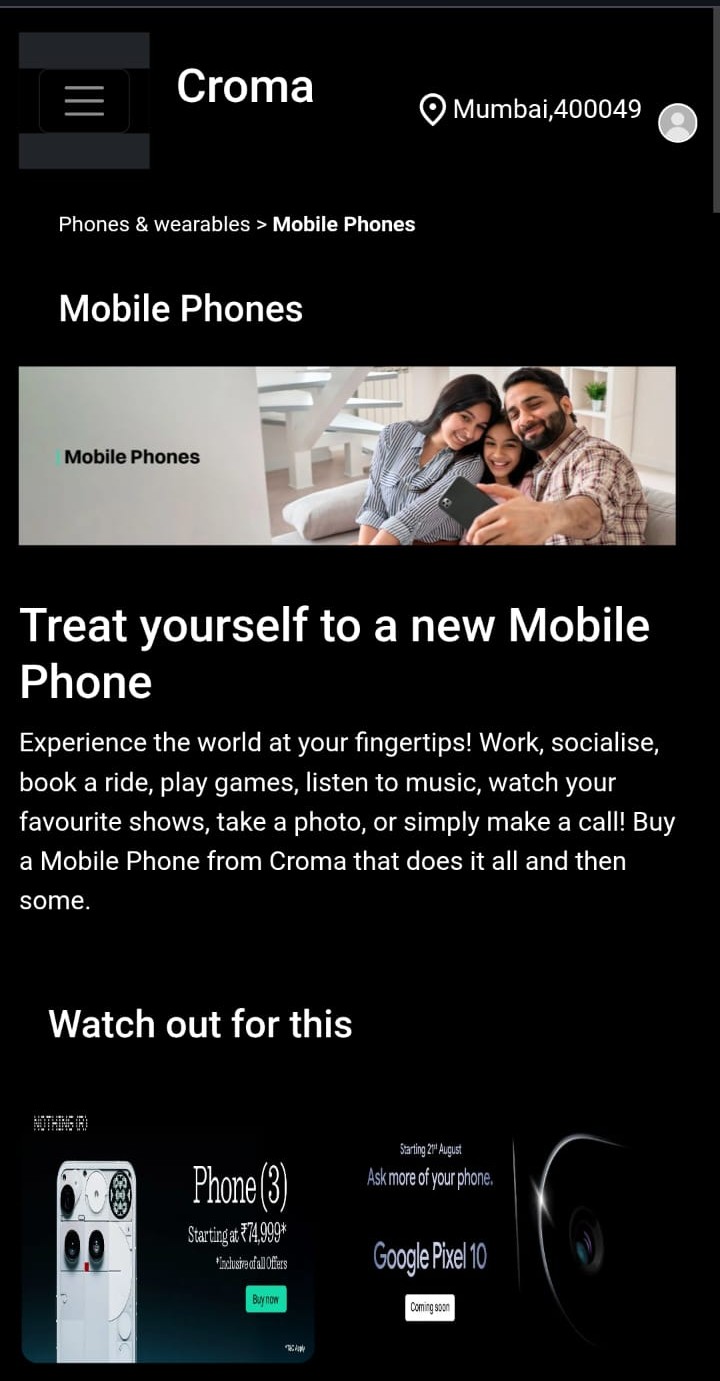 Croma
Mumbai,400049
Phones & wearables > Mobile Phones
Mobile Phones
Mobile Phones
Treat yourself to a new Mobile
Phone
Experience the world at your fingertips! Work, socialise,
book a ride, play games, listen to music, watch your
favourite shows, take a photo, or simply make a call! Buy
a Mobile Phone from Croma that does it all and then
some.
Watch out for this
NOTHING (R)
Phone (3)
Starting at ₹74,999*
*Inclusive of all Offers
Buy now
*T&C Apply
Starting 21st August
Ask more of your phone.
Google Pixel 10
Coming soon